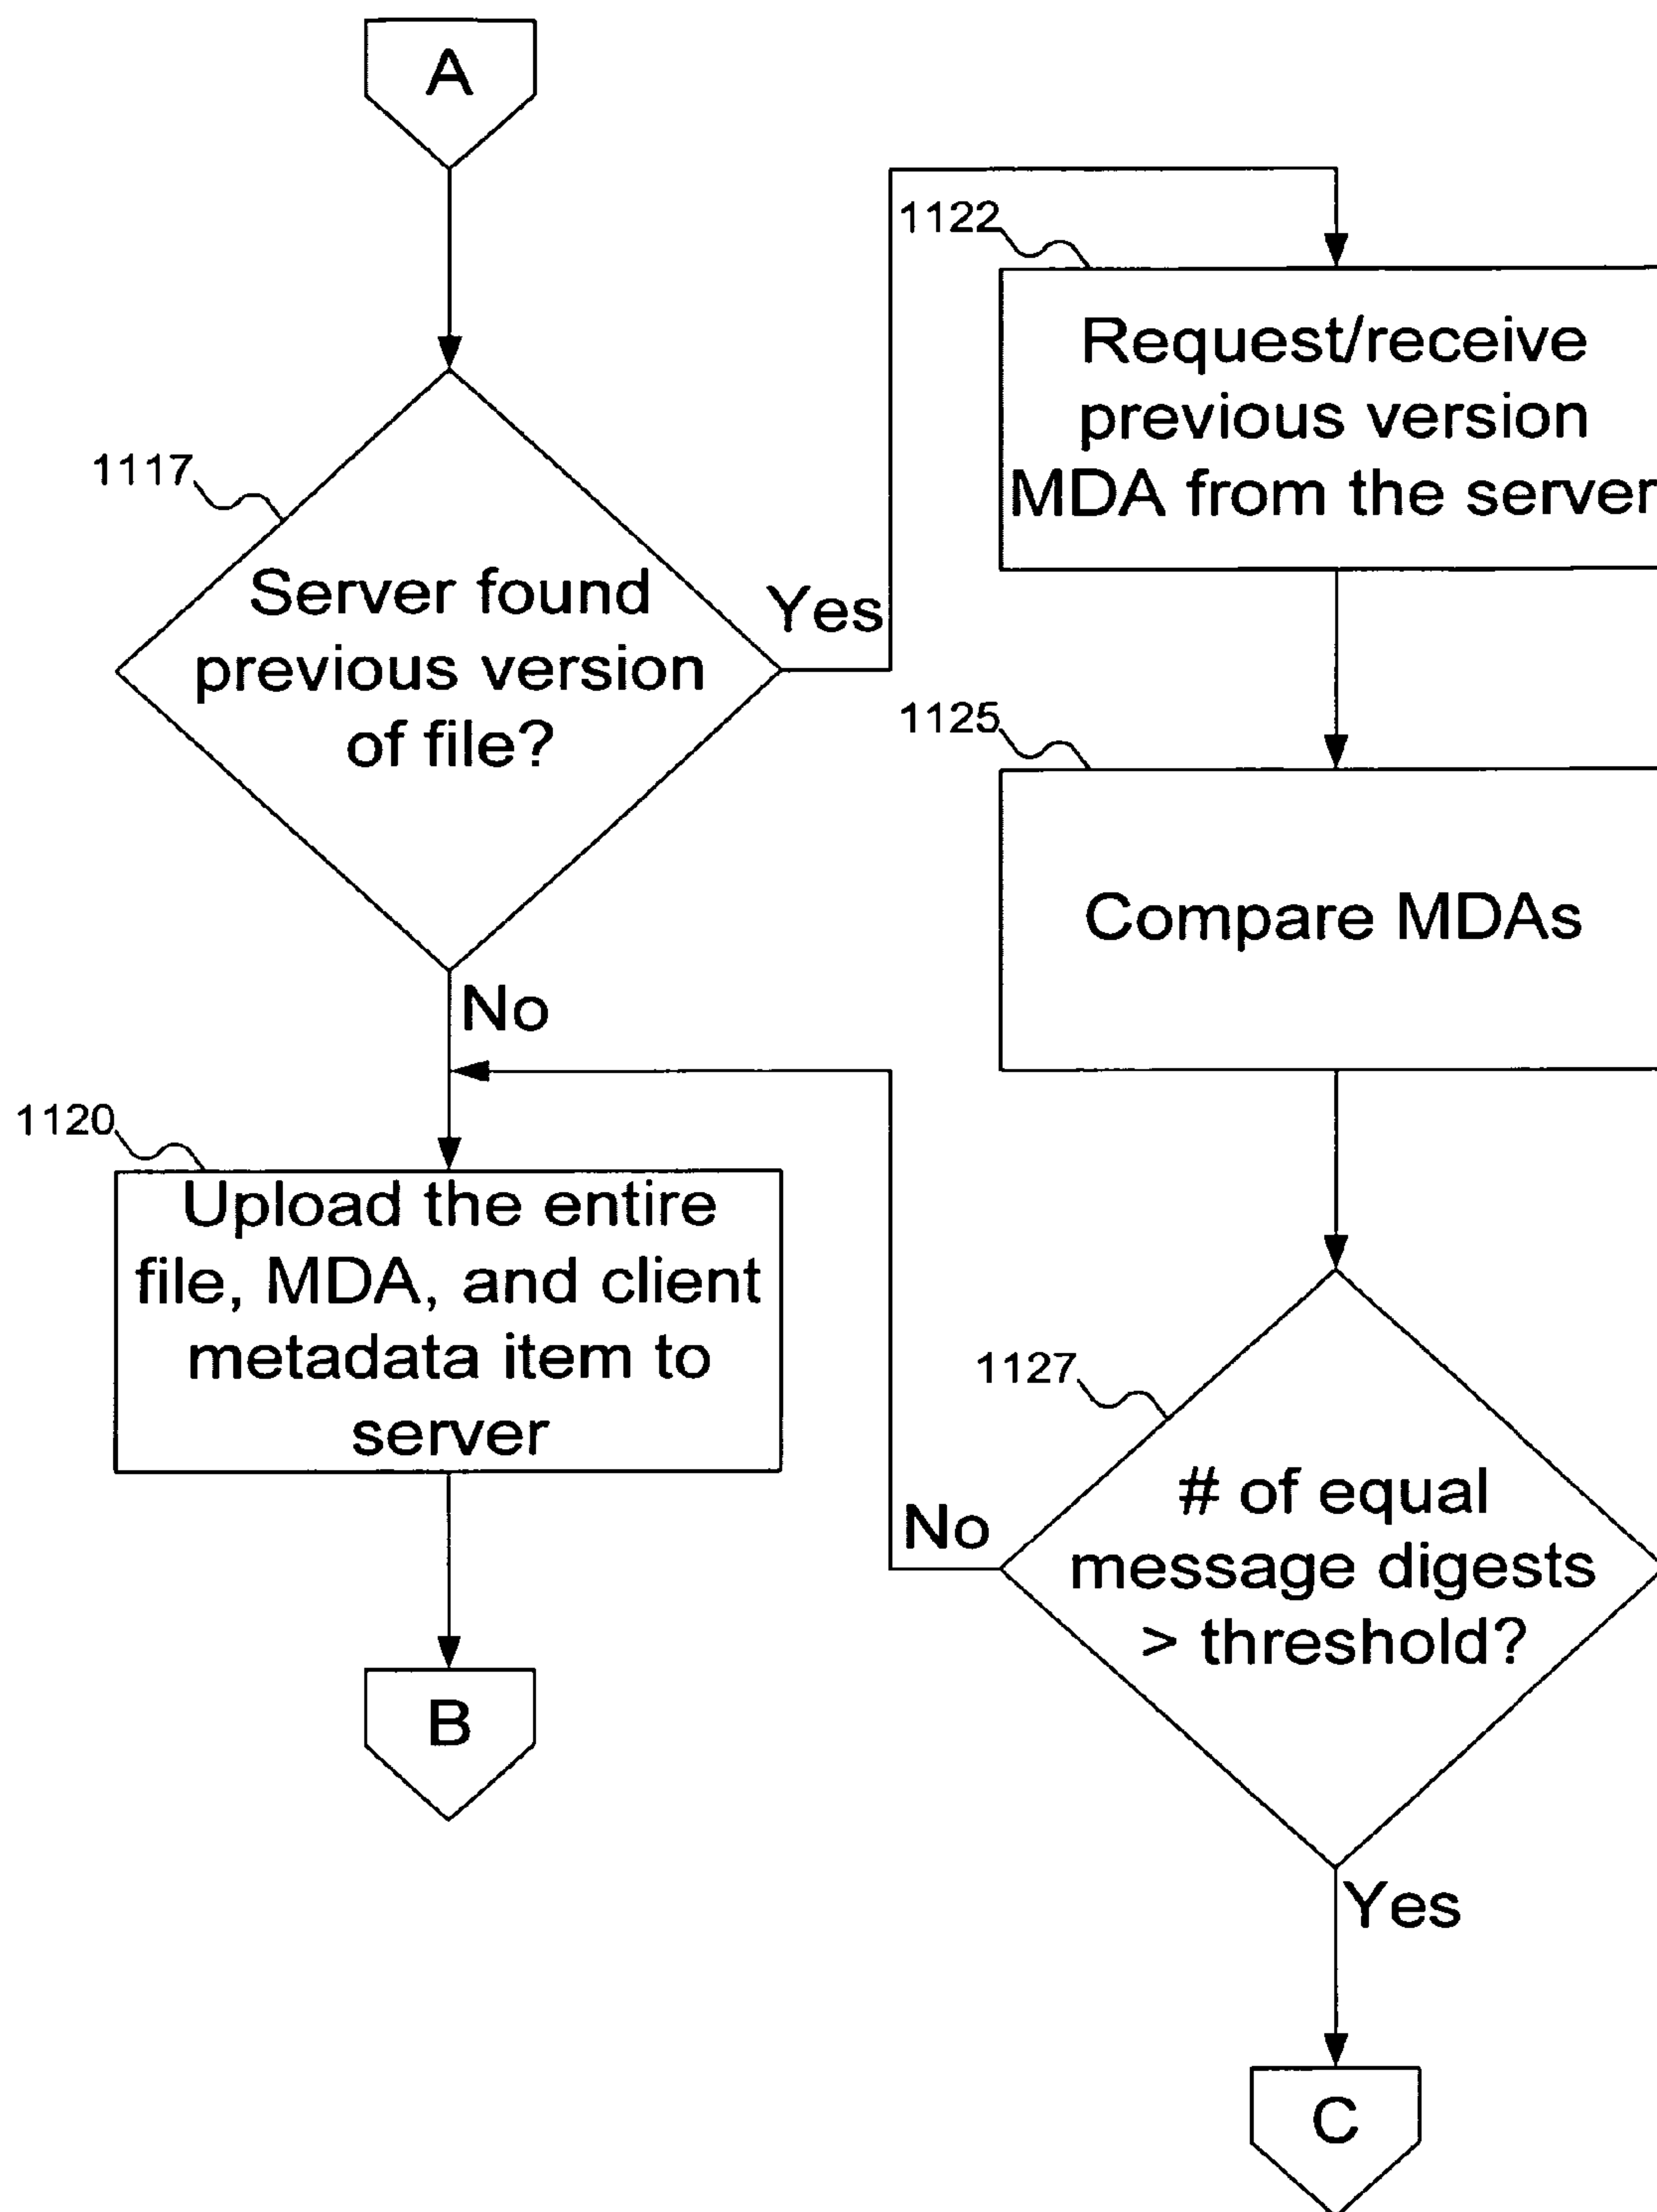 A
1117
Server found
previous version
of file?
Yes
No
1122
Request/receive
previous version
MDA from the server
1125
Compare MDAs
1120
Upload the entire
file, MDA, and client
metadata item to
server
1127
# of equal
message digests
> threshold?
No
Yes
B
C